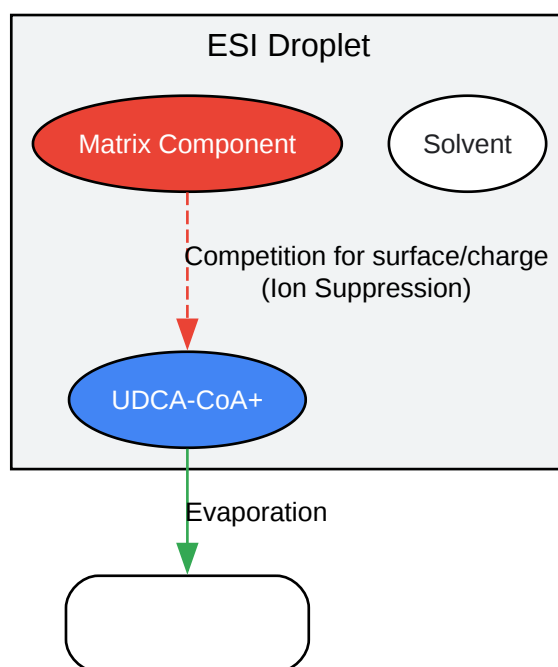 ESI Droplet
Matrix Component
Solvent
Competition for surface/charge
(Ion Suppression)
UDCA-CoA+
Evaporation